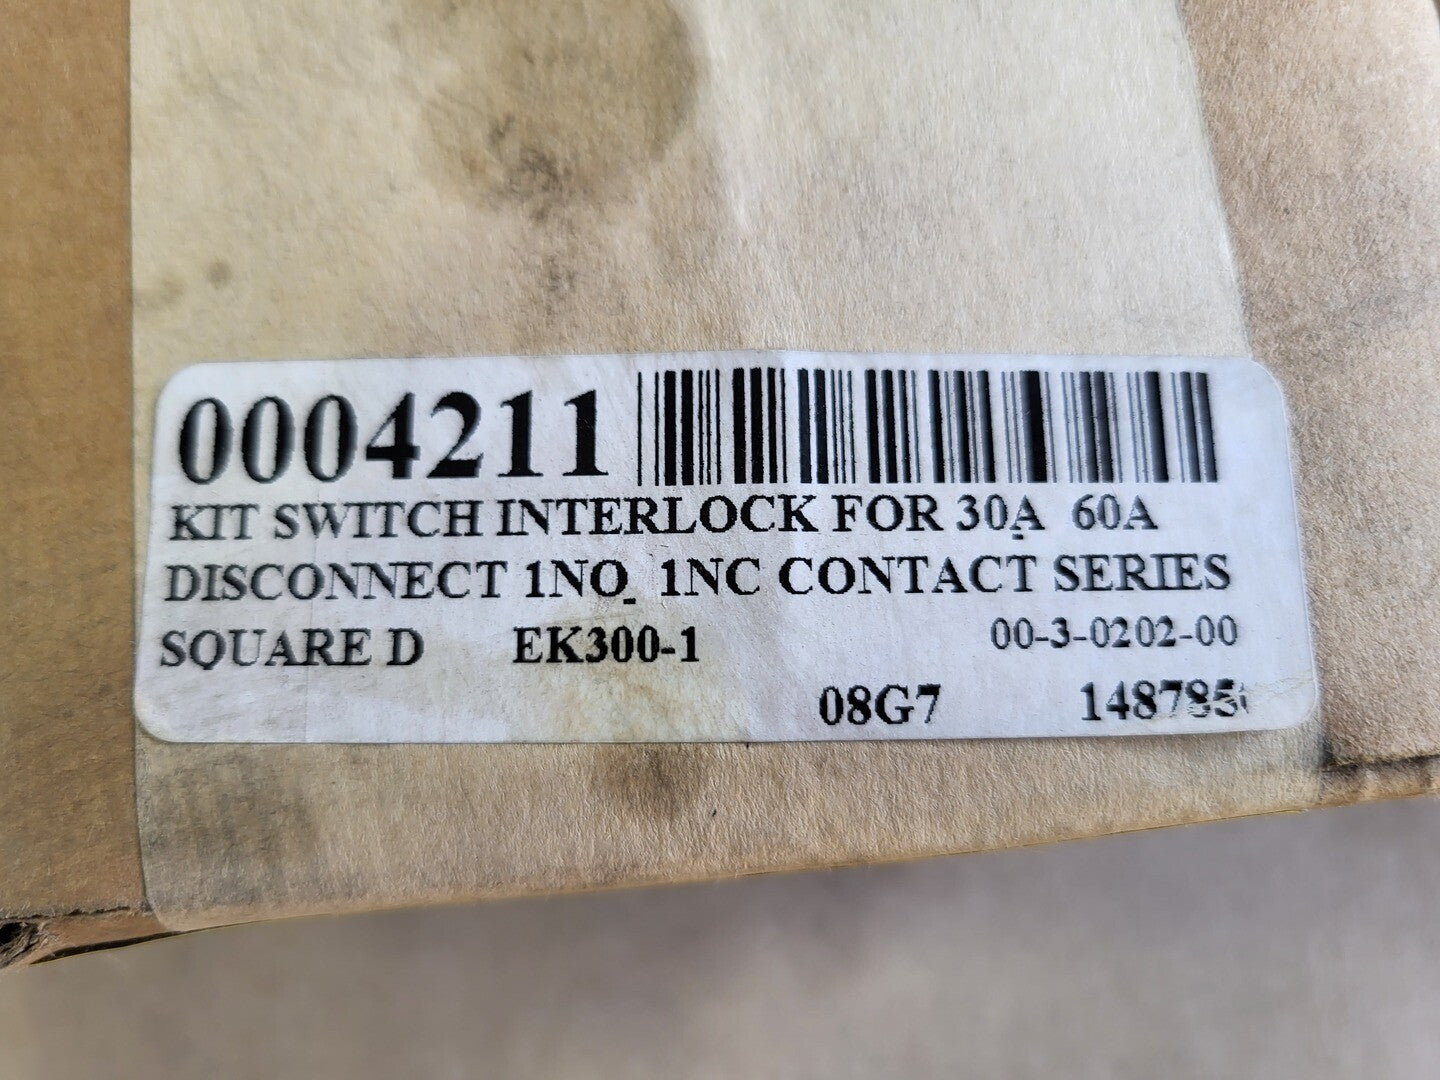 0004211
KIT SWITCH INTERLOCK FOR 30A 60A
DISCONNECT 1NO 1NC CONTACT SERIES
SQUARE D EK300-1 00-3-0202-00
08G7